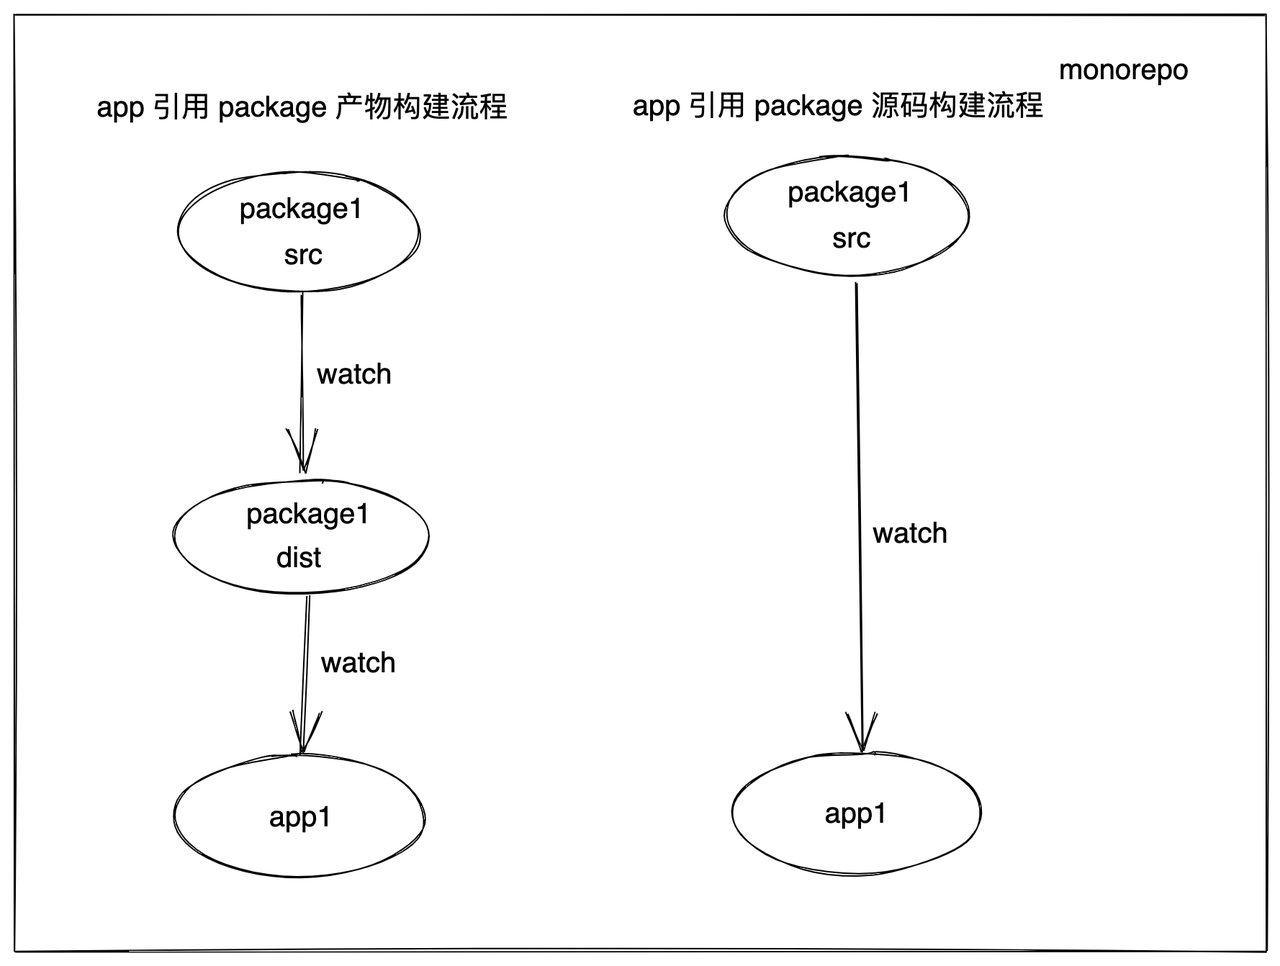 monorepo
app 引用 package 产物构建流程
app 引用 package 源码构建流程
package1
src
watch
package1
dist
watch
app1
package1
src
watch
app1